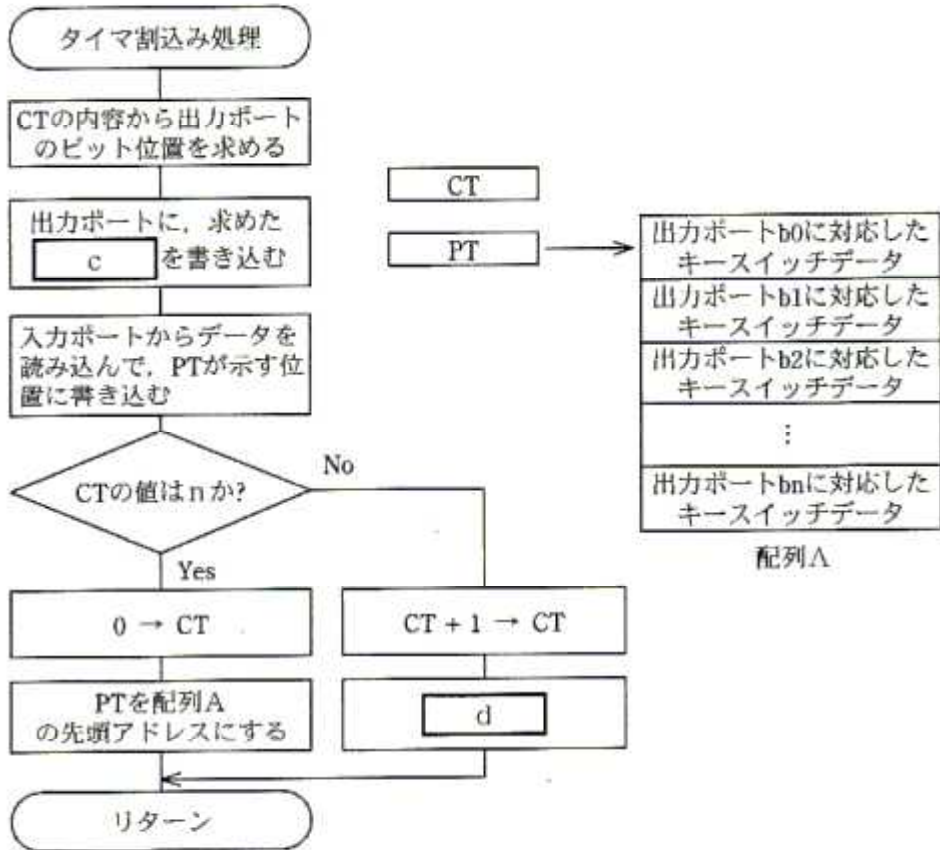 タイマ割込み処理
CTの内容から出力ポート
のビット位置を求める
出力ポートに，求めた
c を書き込む
入力ポートからデータを
読み込んで，PTが示す位
置に書き込む
CTの値はnか?
No
Yes
0 → CT
CT + 1 → CT
PTを配列A
の先頭アドレスにする
d
リターン
CT
PT
出力ポートb0に対応した
キースイッチデータ
出力ポートb1に対応した
キースイッチデータ
出力ポートb2に対応した
キースイッチデータ
⋮
出力ポートbnに対応した
キースイッチデータ
配列A